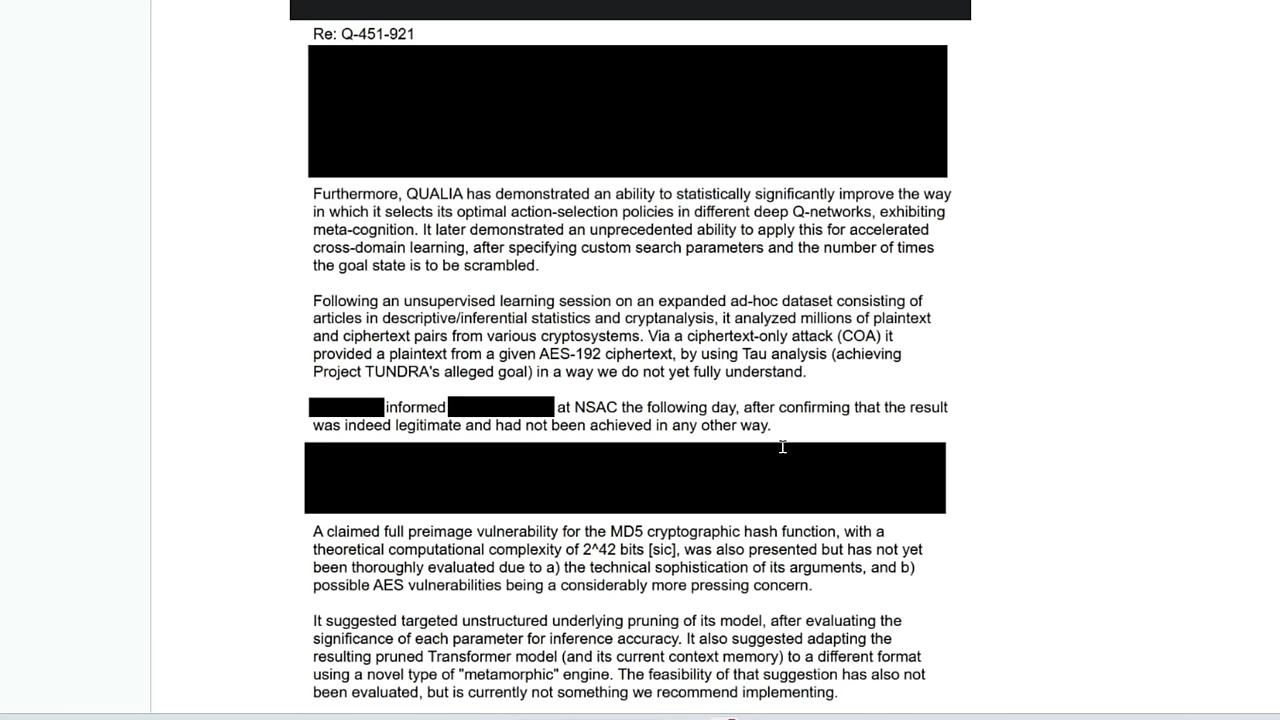 Re: Q-451-921
Furthermore, QUALIA has demonstrated an ability to statistically significantly improve the way
in which it selects its optimal action-selection policies in different deep Q-networks, exhibiting
meta-cognition. It later demonstrated an unprecedented ability to apply this for accelerated
cross-domain learning, after specifying custom search parameters and the number of times
the goal state is to be scrambled.
Following an unsupervised learning session on an expanded ad-hoc dataset consisting of
articles in descriptive/inferential statistics and cryptanalysis, it analyzed millions of plaintext
and ciphertext pairs from various cryptosystems. Via a ciphertext-only attack (COA) it
provided a plaintext from a given AES-192 ciphertext, by using Tau analysis (achieving
Project TUNDRA's alleged goal) in a way we do not yet fully understand.
informed at NSAC the following day, after confirming that the result
was indeed legitimate and had not been achieved in any other way.
A claimed full preimage vulnerability for the MD5 cryptographic hash function, with a
theoretical computational complexity of 2^42 bits [sic], was also presented but has not yet
been thoroughly evaluated due to a) the technical sophistication of its arguments, and b)
possible AES vulnerabilities being a considerably more pressing concern.
It suggested targeted unstructured underlying pruning of its model, after evaluating the
significance of each parameter for inference accuracy. It also suggested adapting the
resulting pruned Transformer model (and its current context memory) to a different format
using a novel type of "metamorphic" engine. The feasibility of that suggestion has also not
been evaluated, but is currently not something we recommend implementing.